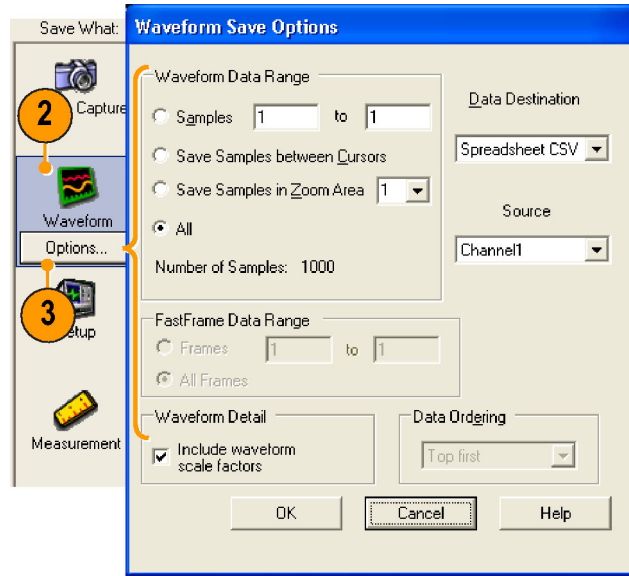 Save What:
Capture
2
Waveform
Options...
3
etup
Measurement
Waveform Save Options
Waveform Data Range
Samples 1 to 1
Save Samples between Cursors
Save Samples in Zoom Area 1
All
Number of Samples: 1000
Data Destination
Spreadsheet CSV
Source
Channel1
FastFrame Data Range
Frames 1 to 1
All Frames
Waveform Detail
Include waveform
scale factors
Data Ordering
Top first
OK Cancel Help